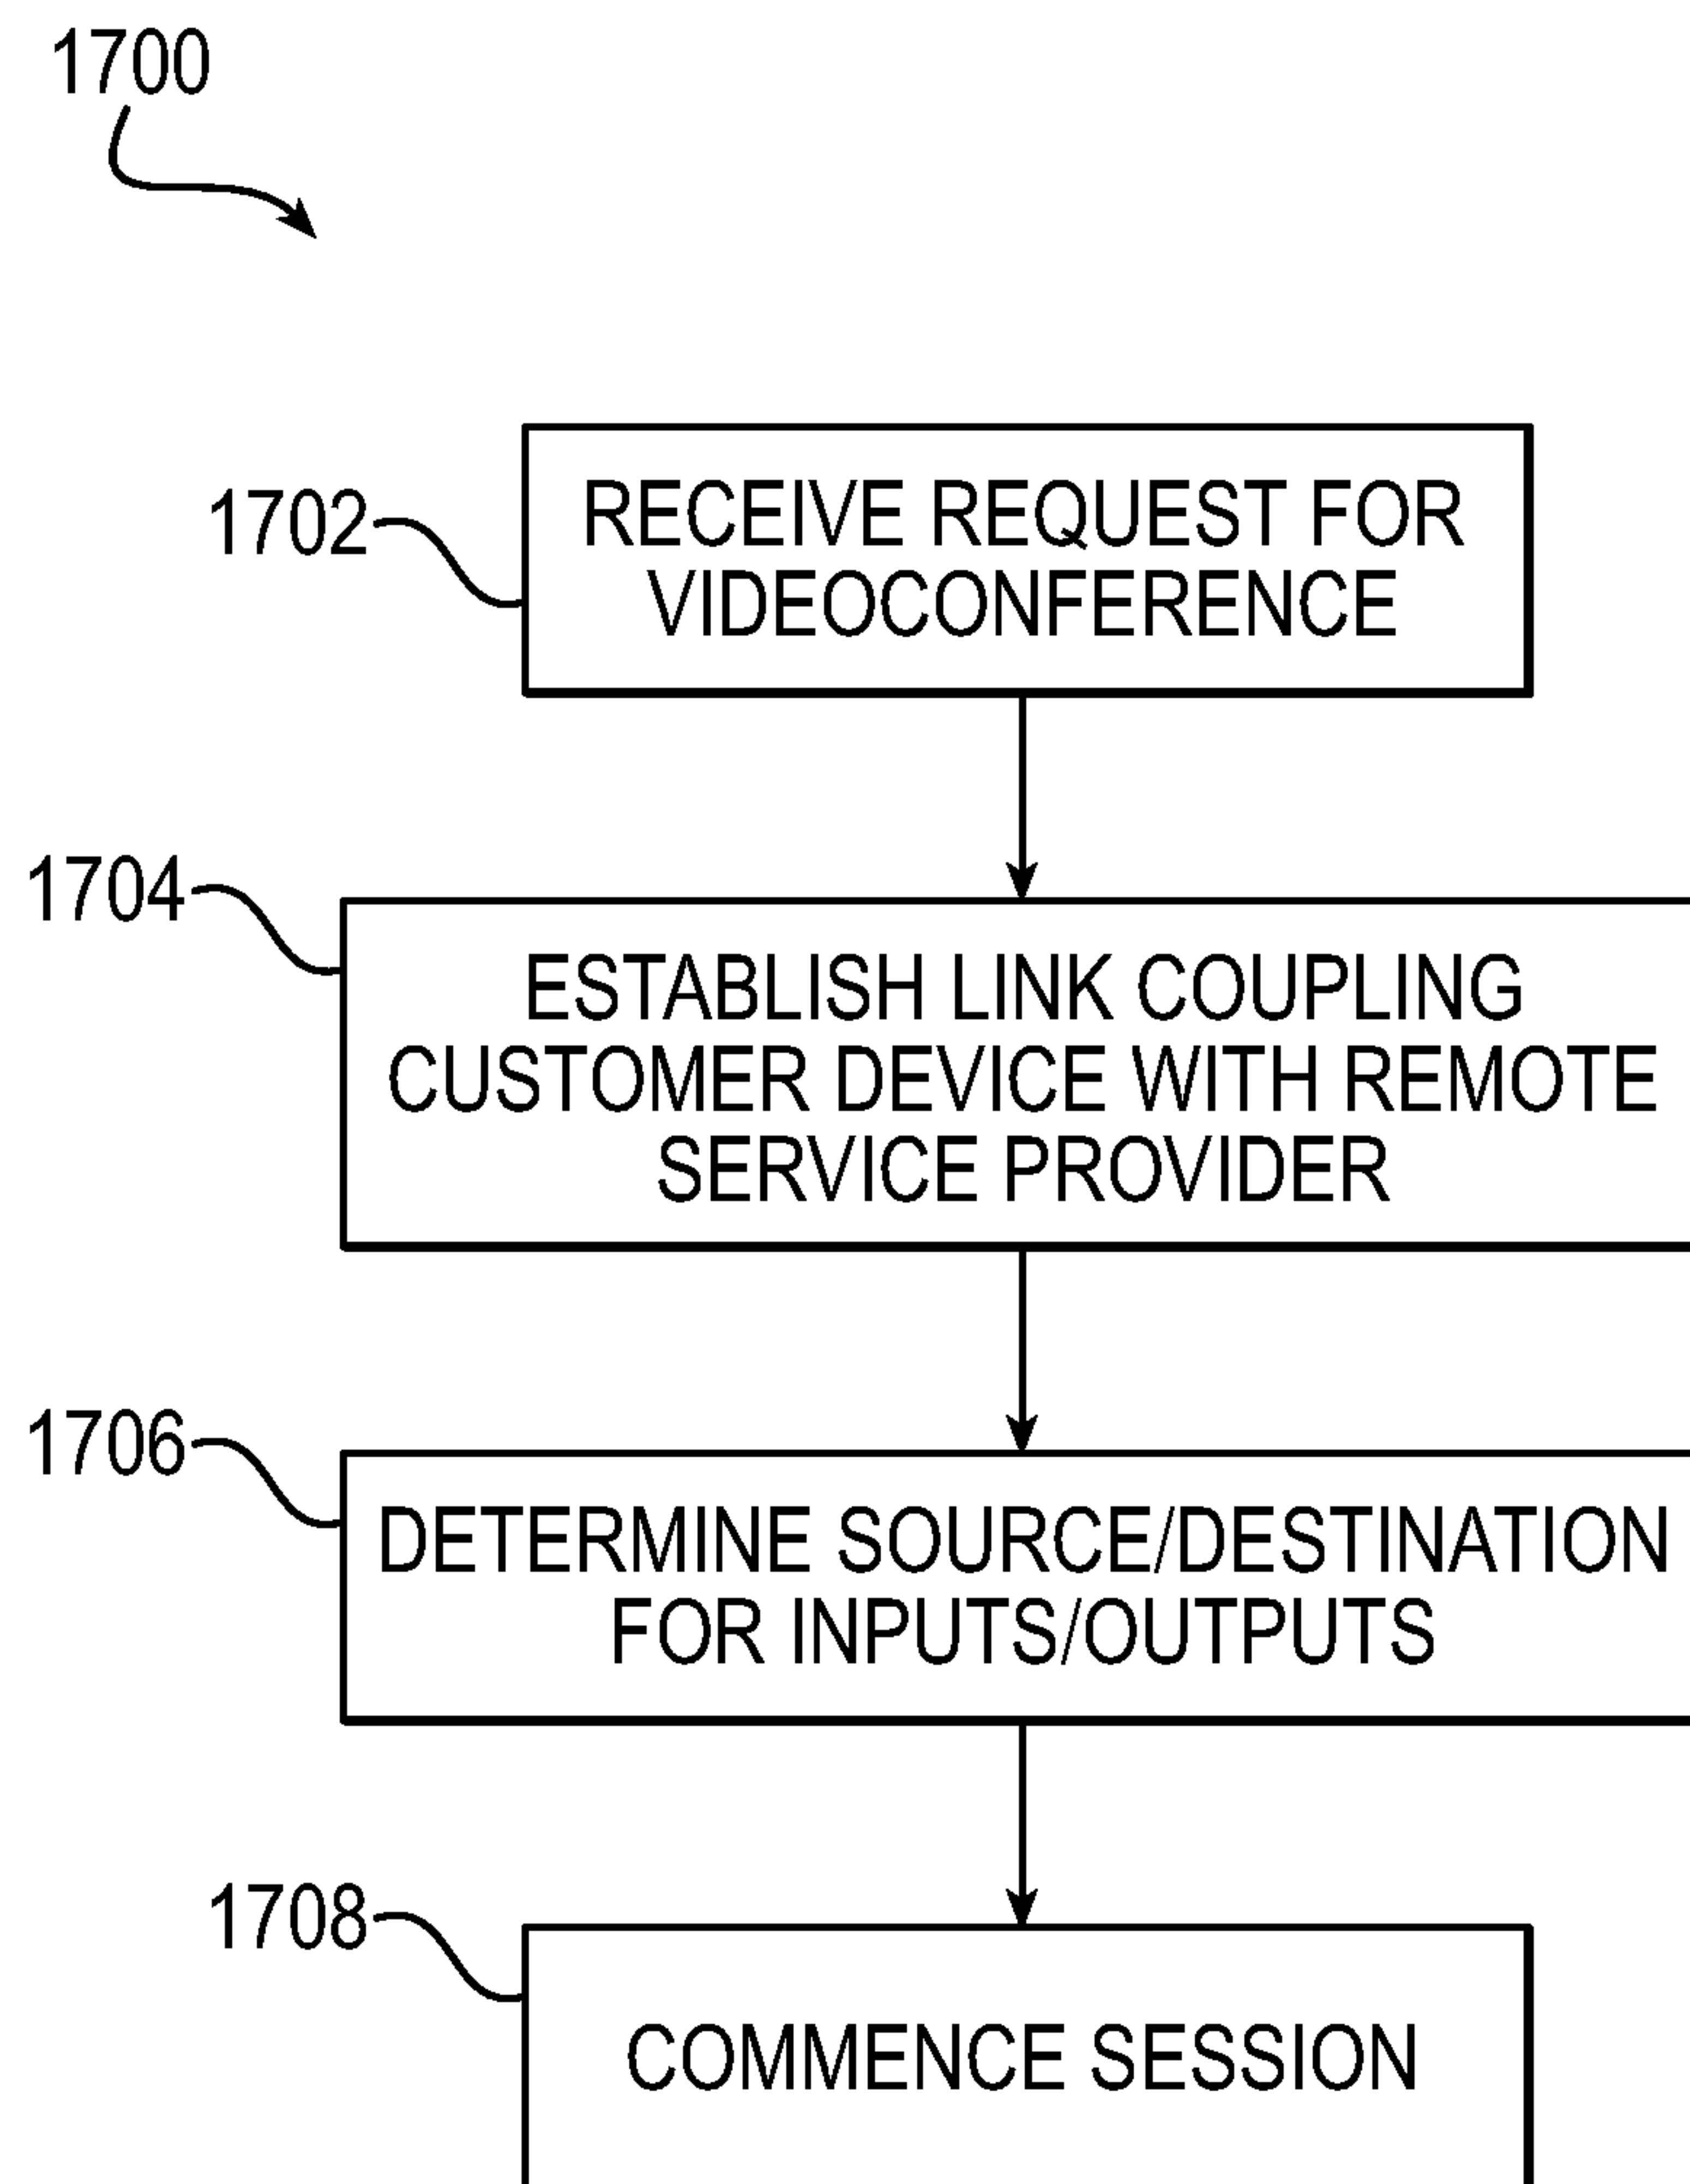 1700
1702
RECEIVE REQUEST FOR
VIDEOCONFERENCE
1704
ESTABLISH LINK COUPLING
CUSTOMER DEVICE WITH REMOTE
SERVICE PROVIDER
1706
DETERMINE SOURCE/DESTINATION
FOR INPUTS/OUTPUTS
1708
COMMENCE SESSION